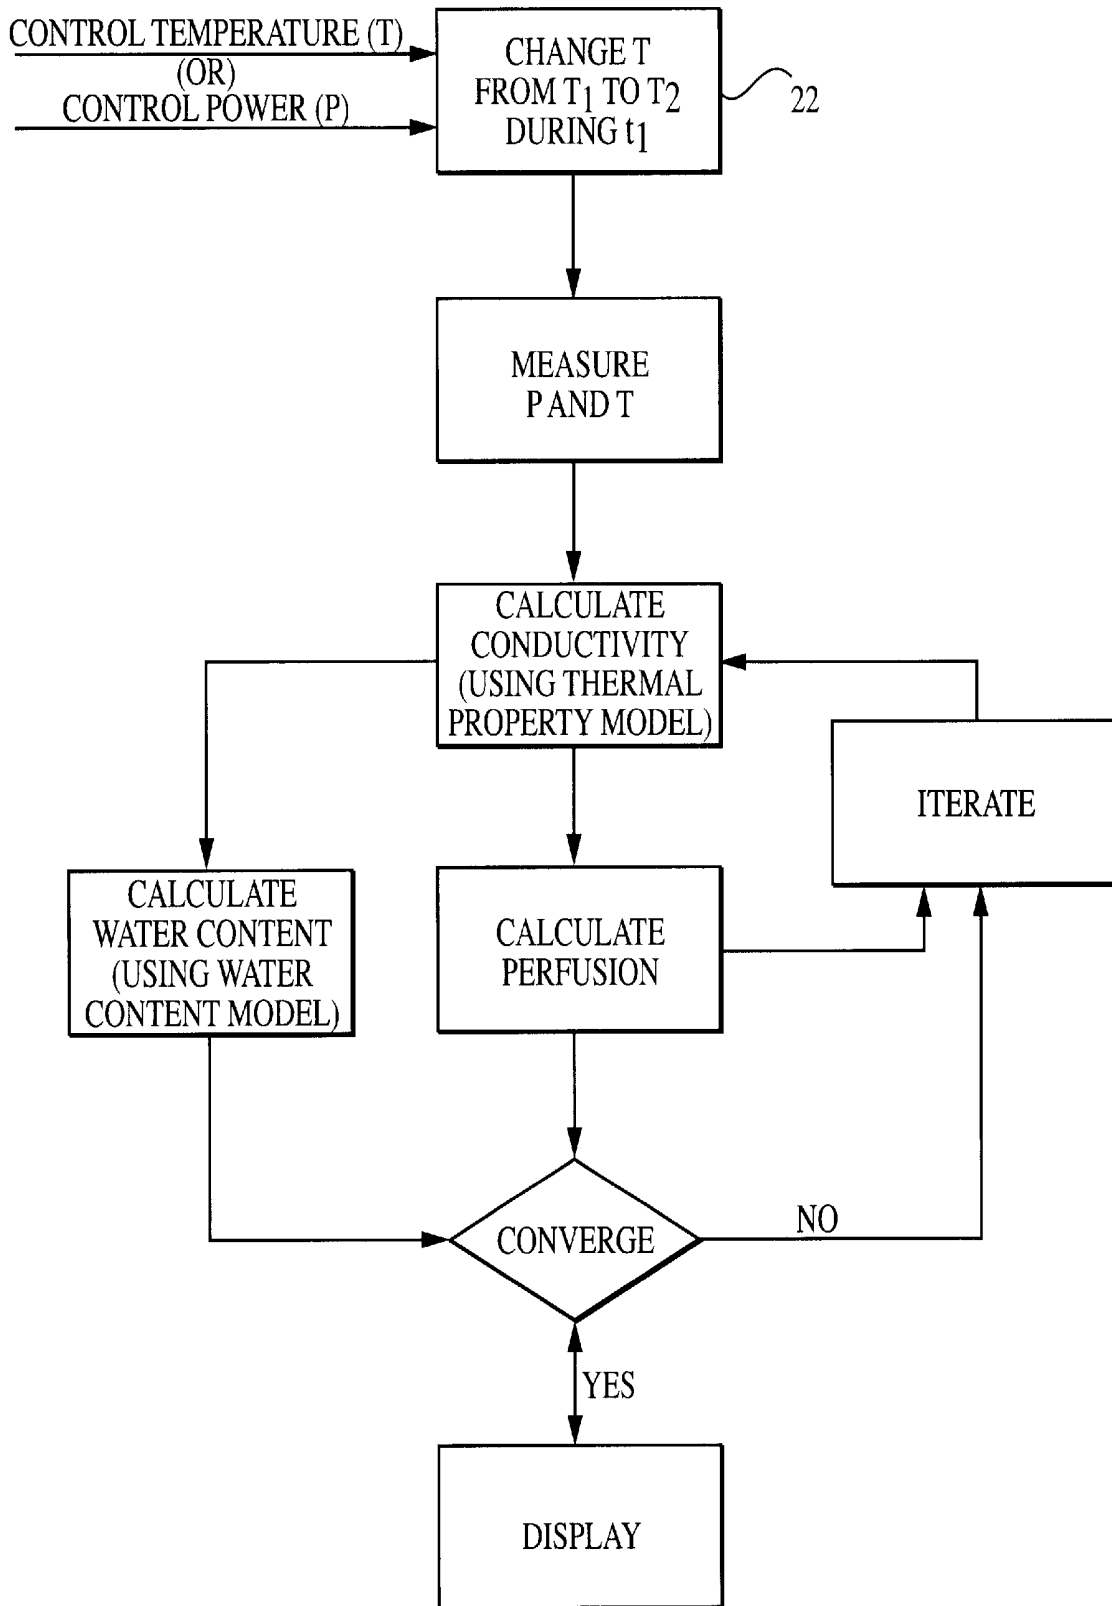 CONTROL TEMPERATURE (T)
(OR)
CONTROL POWER (P)
CHANGE T
FROM T1 TO T2
DURING t1
22
MEASURE
P AND T
CALCULATE
CONDUCTIVITY
(USING THERMAL
PROPERTY MODEL)
ITERATE
CALCULATE
WATER CONTENT
(USING WATER
CONTENT MODEL)
CALCULATE
PERFUSION
CONVERGE
NO
YES
DISPLAY